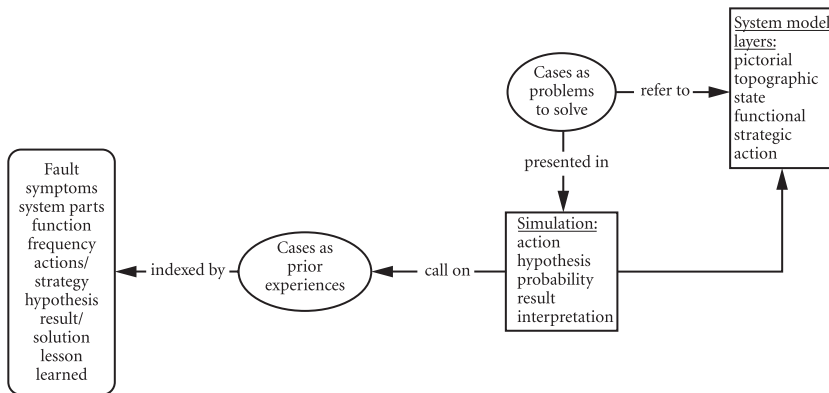 System model
layers:
pictorial
topographic
state
functional
strategic
action
Cases as
problems
to solve
refer to
presented in
Simulation:
action
hypothesis
probability
result
interpretation
call on
Cases as
prior
experiences
indexed by
Fault
symptoms
system parts
function
frequency
actions/
strategy
hypothesis
result/
solution
lesson
learned